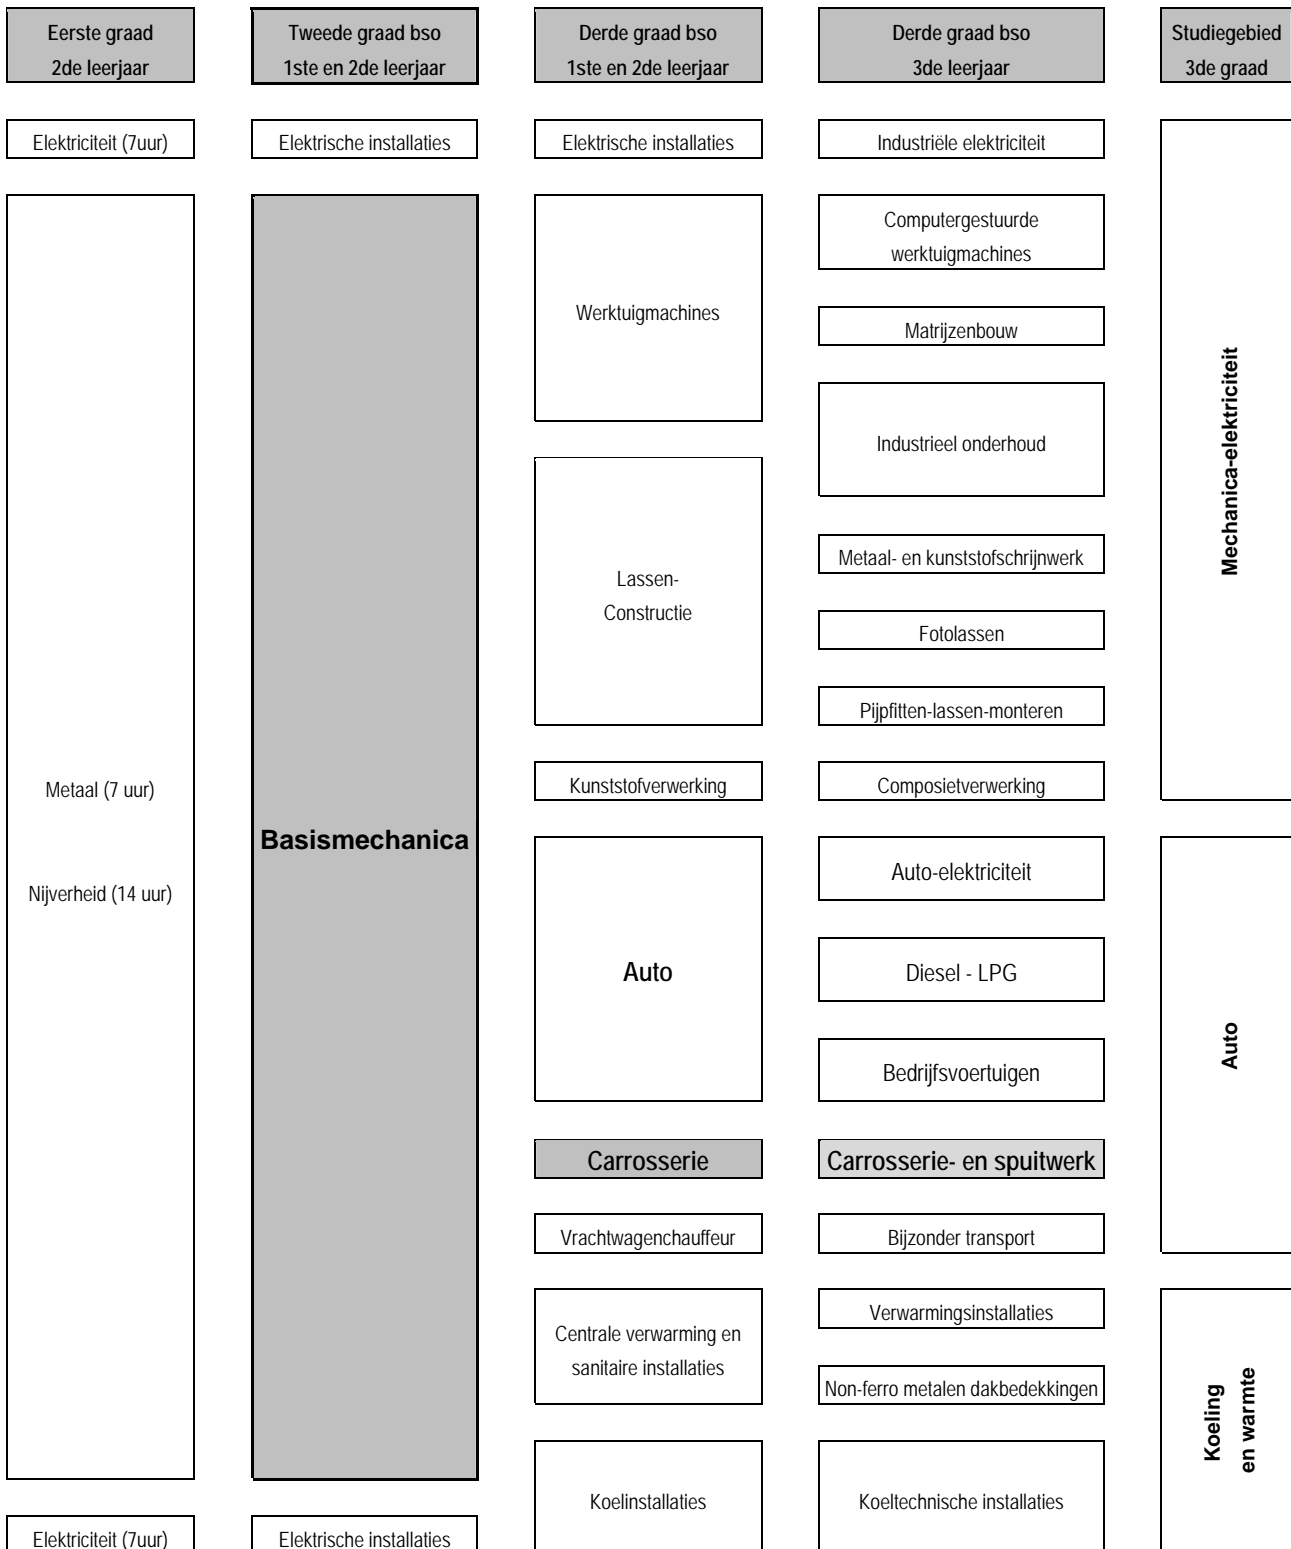 Eerste graad
2de leerjaar
Tweede graad bso
1ste en 2de leerjaar
Derde graad bso
1ste en 2de leerjaar
Derde graad bso
3de leerjaar
Studiegebied
3de graad
Elektriciteit (7uur)
Elektrische installaties
Elektrische installaties
Industriële elektriciteit
Metaal (7 uur)
Nijverheid (14 uur)
Basismechanica
Werktuigmachines
Computergestuurde
werktuigmachines
Matrijzenbouw
Industrieel onderhoud
Lassen-
Constructie
Metaal- en kunststofschrijnwerk
Fotolassen
Pijpfitten-lassen-monteren
Kunststofverwerking
Composietverwerking
Mechanica-elektriciteit
Auto
Auto-elektriciteit
Diesel - LPG
Bedrijfsvoertuigen
Carrosserie
Carrosserie- en spuitwerk
Vrachtwagenchauffeur
Bijzonder transport
Auto
Centrale verwarming en
sanitaire installaties
Verwarmingsinstallaties
Non-ferro metalen dakbedekkingen
Koelinstallaties
Koeltechnische installaties
Koeling
en warmte
Elektriciteit (7uur)
Elektrische installaties